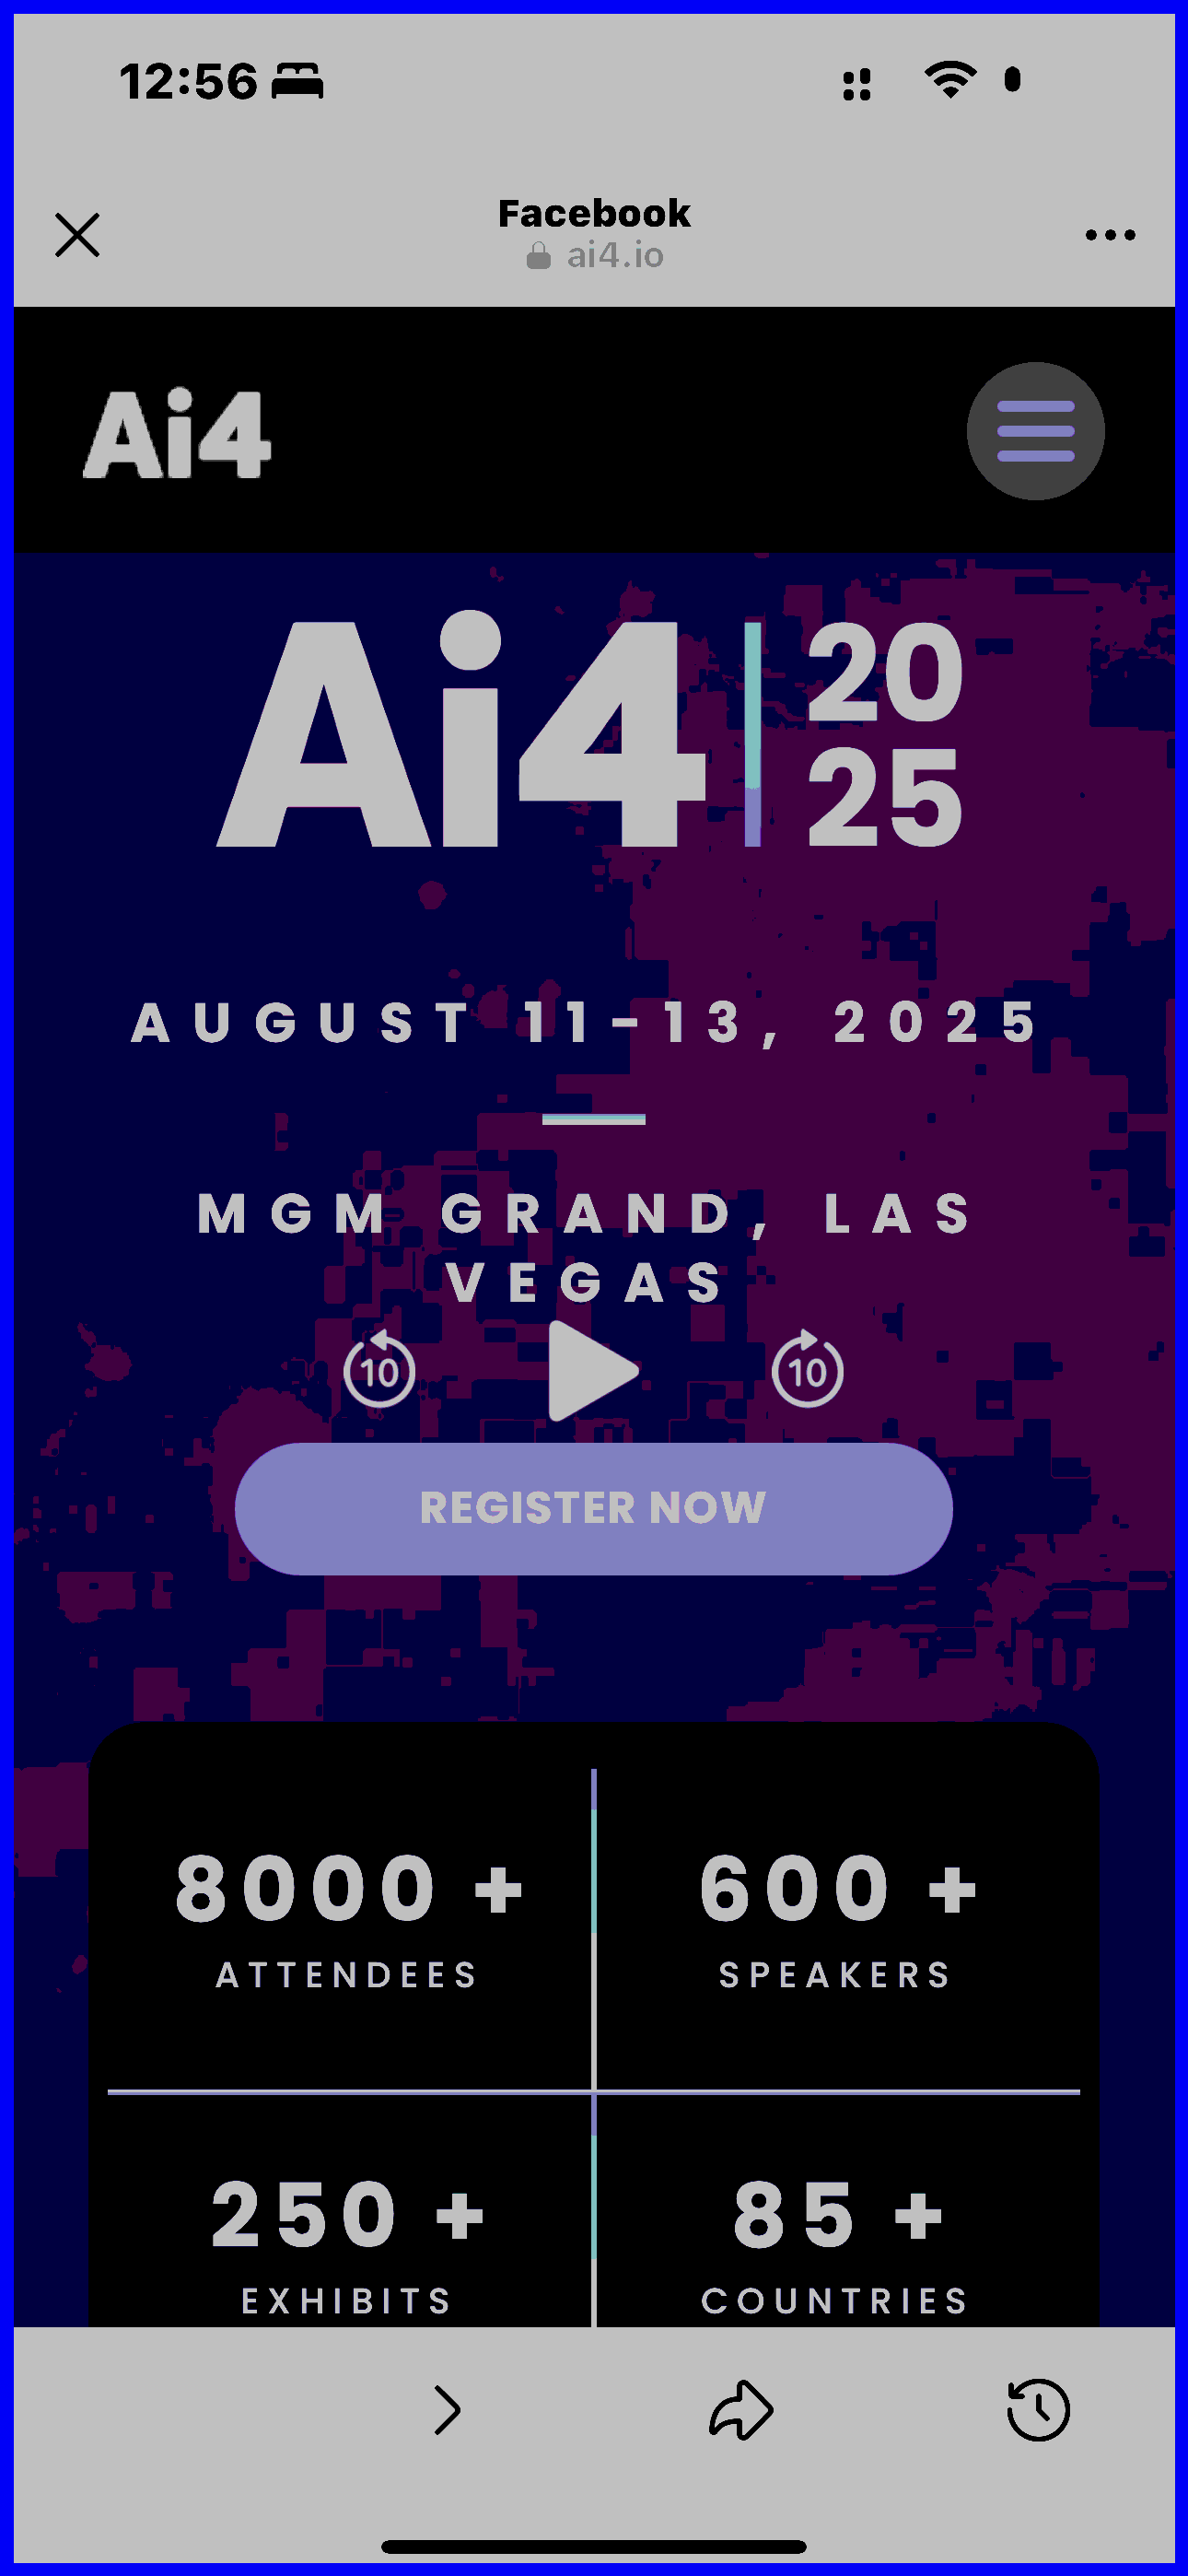 12:56
Facebook
ai4.io
Ai4
Ai4 20
25
AUGUST 11-13, 2025
MGM GRAND, LAS
VEGAS
10 10
REGISTER NOW
8000 + 600 +
ATTENDEES SPEAKERS
250 + 85 +
EXHIBITS COUNTRIES